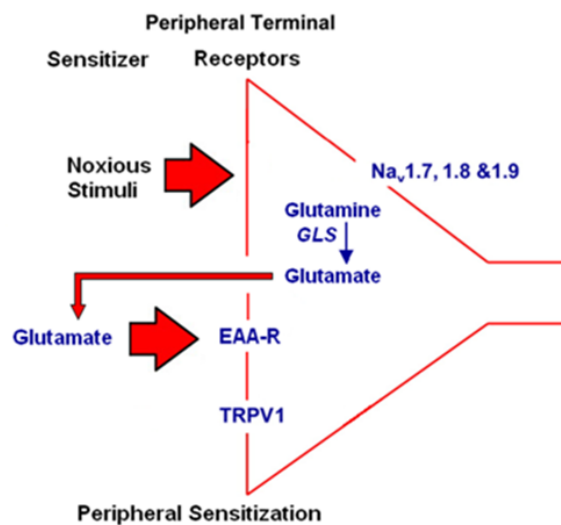 Peripheral Terminal
Sensitizer Receptors
Noxious
Stimuli
Nav1.7, 1.8 &1.9
Glutamine
GLS
Glutamate
Glutamate
EAA-R
TRPV1
Peripheral Sensitization